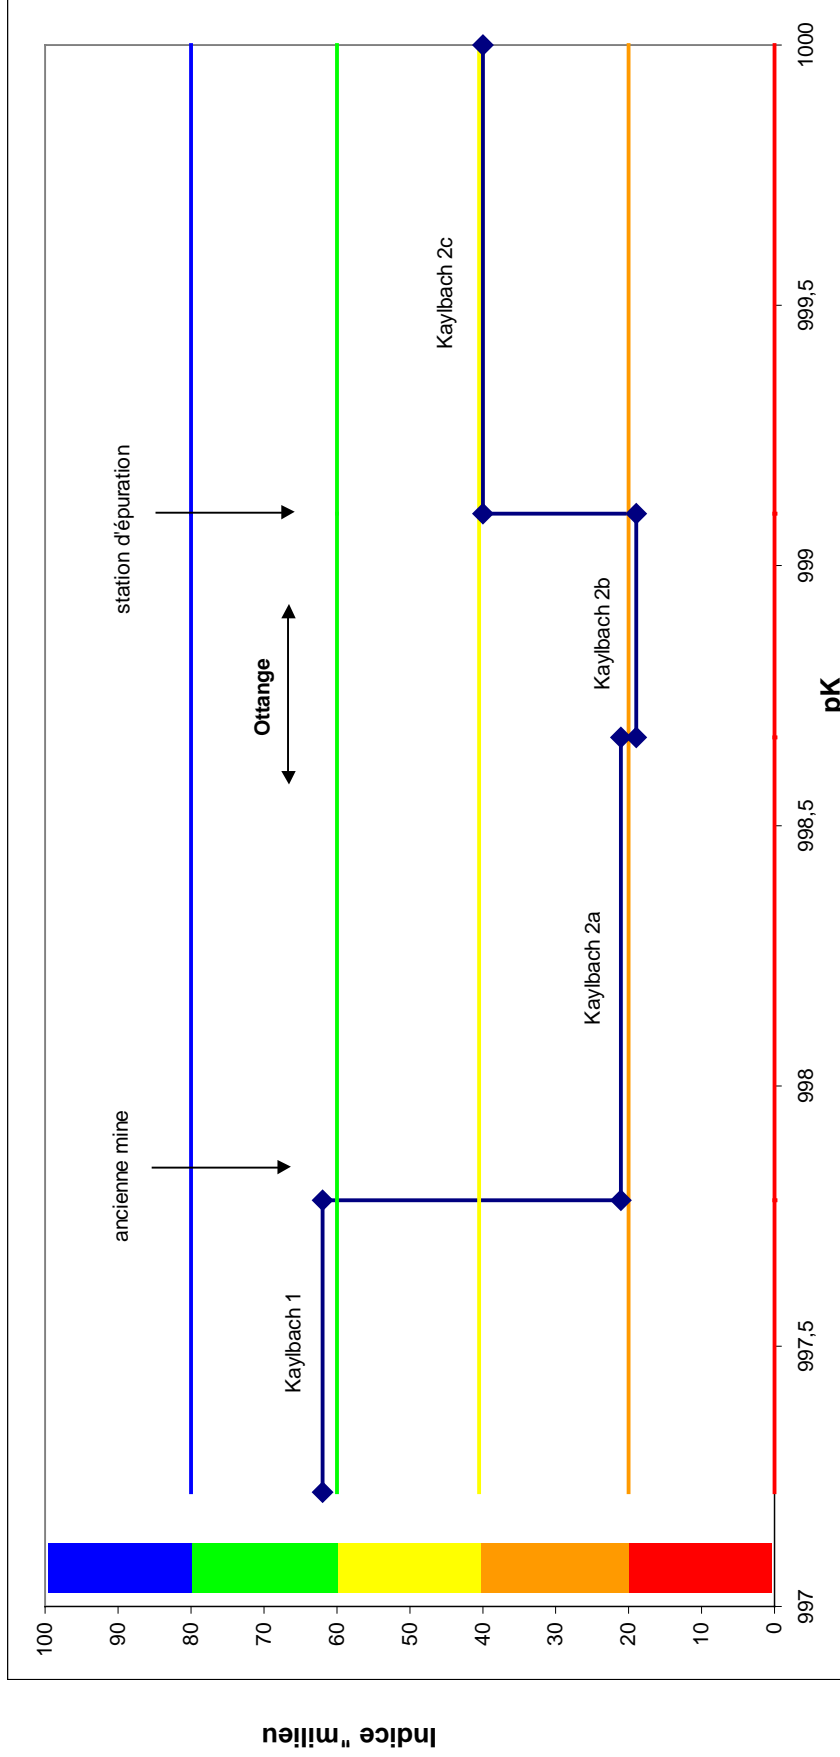 Indice "milieu
100
90
80
70
60
50
40
30
20
10
0
ancienne mine
station d'épuration
Ottange
Kaylbach 1
Kaylbach 2a
Kaylbach 2b
Kaylbach 2c
997
997,5
998
998,5
999
999,5
1000
pK